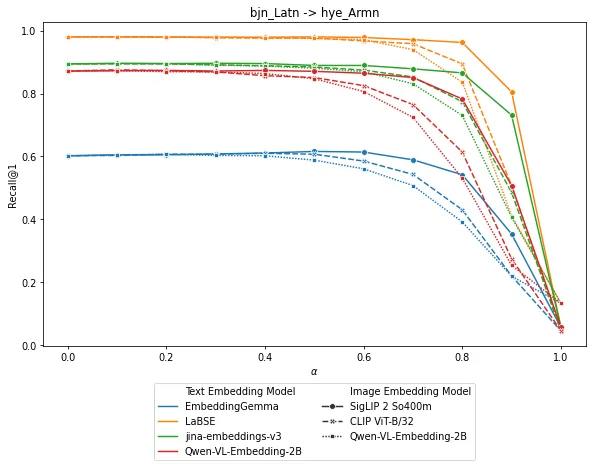 bjn_Latn -> hye_Armn
Recall@1
1.0
0.8
0.6
0.4
0.2
0.0
0.0 0.2 0.4 0.6 0.8 1.0
α
Text Embedding Model
EmbeddingGemma
LaBSE
jina-embeddings-v3
Qwen-VL-Embedding-2B
Image Embedding Model
SigLIP 2 So400m
CLIP ViT-B/32
Qwen-VL-Embedding-2B